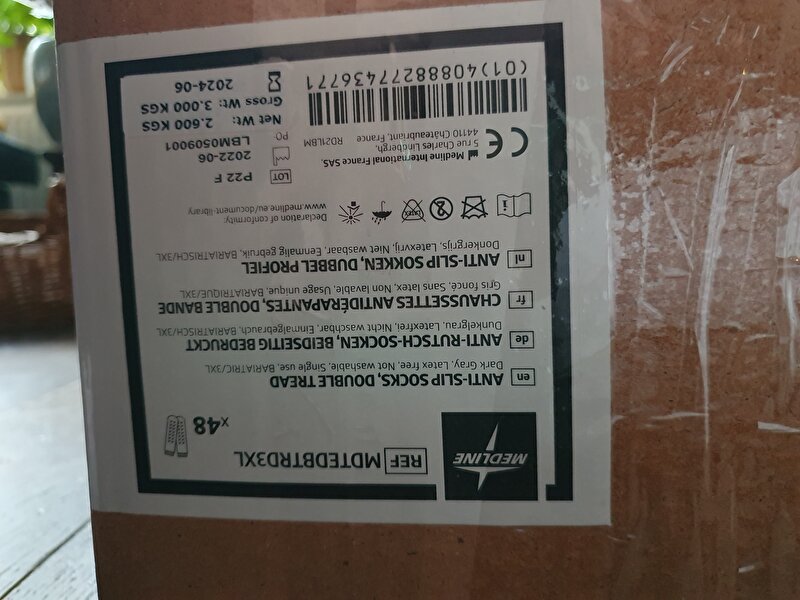 MEDLINE
REF MDTEDBTRD3XL
x48
en ANTI-SLIP SOCKS, DOUBLE TREAD
Dark Gray, Latex free, Not washable, Single use, BARIATRIC/3XL
de ANTI-RUTSCH-SOCKEN, BEIDSEITIG BEDRUCKT
Dunkelgrau, Latexfrei, Nicht waschbar, Einmalgebrauch, BARIATRISCH/3XL
fr CHAUSSETTES ANTIDÉRAPANTES, DOUBLE BANDE
Gris foncé, Sans latex, Non lavable, Usage unique, BARIATRIQUE/3XL
nl ANTI-SLIP SOKKEN, DUBBEL PROFIEL
Donkergrijs, Latexvrij, Niet wasbaar, Eenmalig gebruik, BARIATRISCH/3XL
i
2
LATEX
Declaration of conformity:
www.medline.eu/document-library
CE
Medline International France SAS.
5 rue Charles Lindbergh,
44110 Châteaubriant, France RD21LBM
LOT P22 F
2022-06
PO: LBM0509001
Net Wt: 2.600 KGS
Gross Wt: 3.000 KGS
2024-06
(01)40888277436771